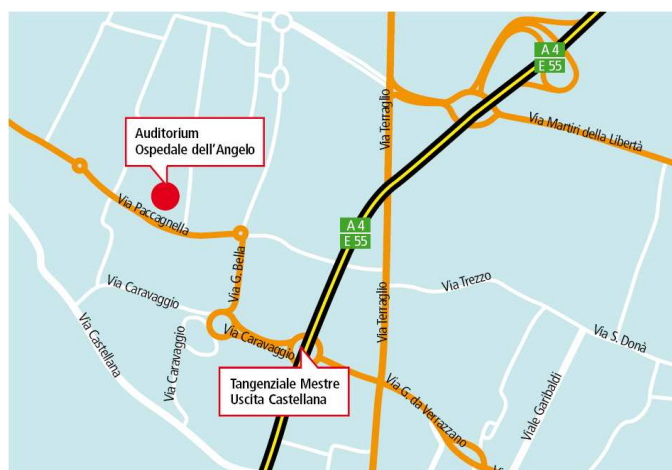 A 4
E 55
Via Terraglio
Via Martiri della Libertà
Auditorium
Ospedale dell'Angelo
Via Paccagnella
A 4
E 55
Via G. Bella
Via Trezzo
Via Caravaggio
Via Castellana
Via Caravaggio
Via Caravaggio
Via Terraglio
Via S. Donà
Tangenziale Mestre
Uscita Castellana
Via G. da Verrazzano
Viale Garibaldi